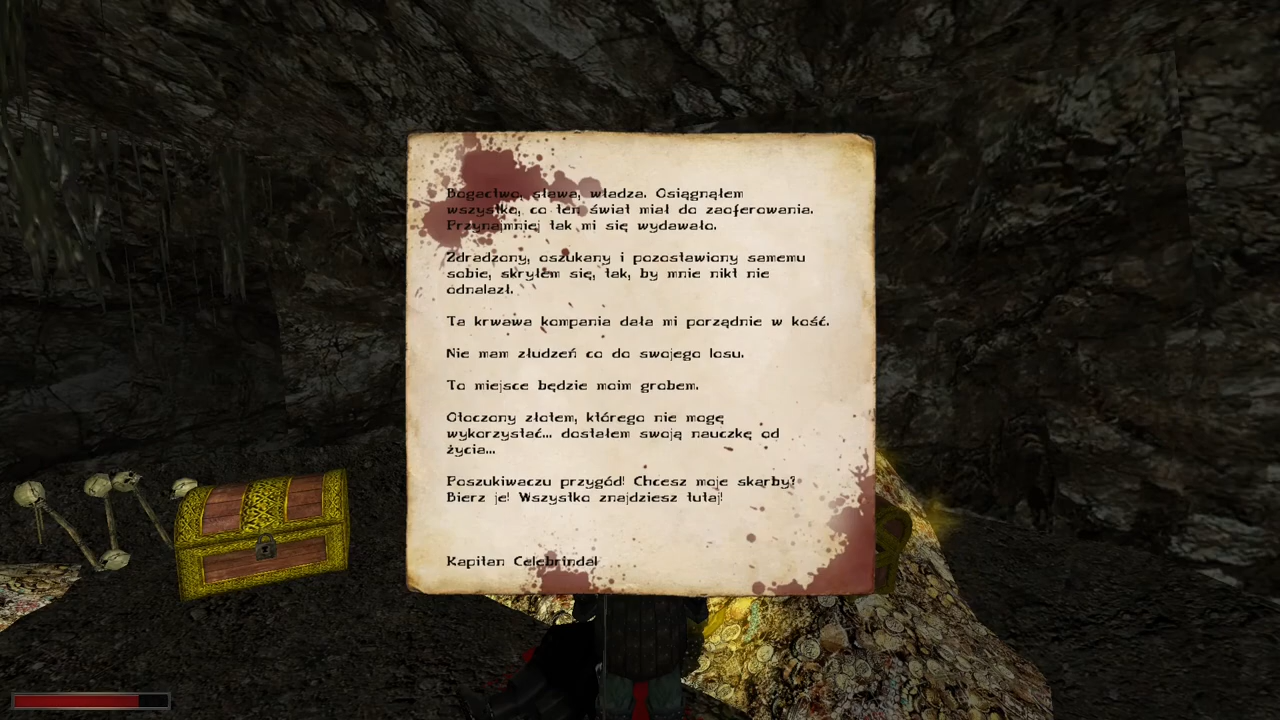 Bogactwo, sława, władza. Osiągnąłem
wszystko, co ten świat miał do zaoferowania.
Przynajmniej tak mi się wydawało.
Zdradzony, oszukany i pozostawiony samemu
sobie, skryłem się, tak, by mnie nikt nie
odnalazł.
Ta krwawa kompania dała mi porządnie w kość.
Nie mam złudzeń co do swojego losu.
To miejsce będzie moim grobem.
Otoczony złotem, którego nie mogę
wykorzystać... dostałem swoją nauczkę od
życia...
Poszukiwaczu przygód! Chcesz moje skarby?
Bierz je! Wszystko znajdziesz tutaj!
Kapitan Celebrindal